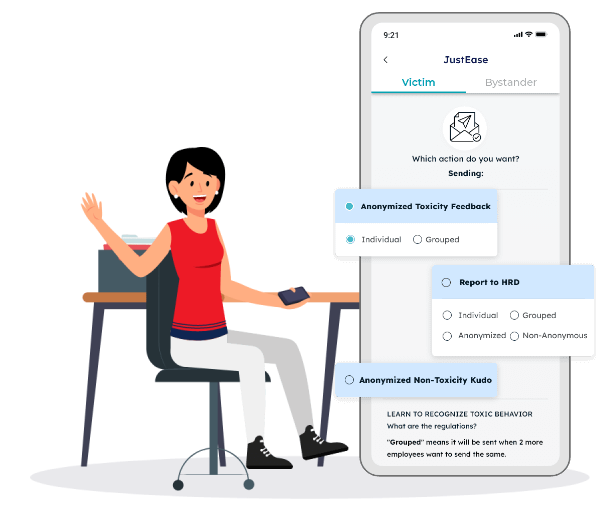 9:21
JustEase
Victim Bystander
Which action do you want?
Sending:
Anonymized Toxicity Feedback
Individual Grouped
Report to HRD
Individual Grouped
Anonymized Non-Anonymous
Anonymized Non-Toxicity Kudo
LEARN TO RECOGNIZE TOXIC BEHAVIOR
What are the regulations?
"Grouped" means it will be sent when 2 more
employees want to send the same.